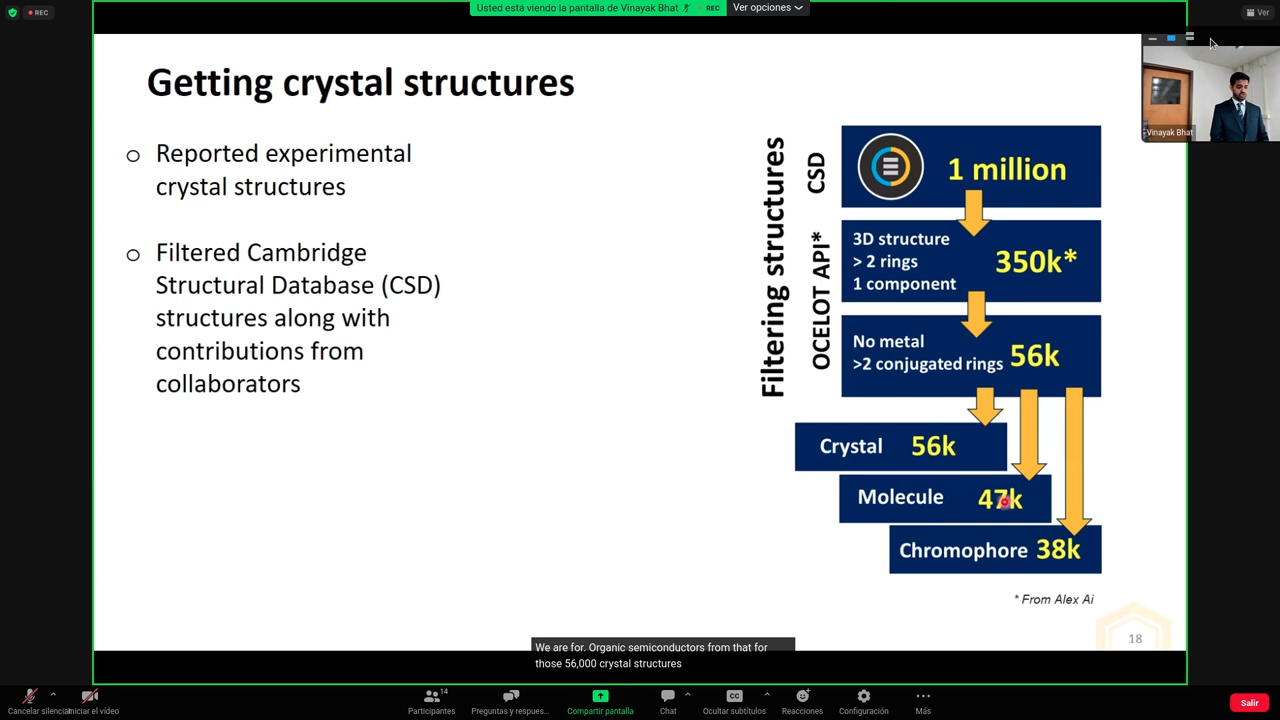 REC
Usted está viendo la pantalla de Vinayak Bhat
REC
Ver opciones
Ver
Vinayak Bhat
Getting crystal structures
Reported experimental
crystal structures
Filtered Cambridge
Structural Database (CSD)
structures along with
contributions from
collaborators
Filtering structures
CSD
OCELOT API*
1 million
3D structure
> 2 rings
1 component
350k*
No metal
>2 conjugated rings
56k
Crystal 56k
Molecule 47k
Chromophore 38k
* From Alex Ai
18
We are for. Organic semiconductors from that for
those 56,000 crystal structures
Cancelar silenciar
Iniciar el vídeo
14
Participantes
Preguntas y respues...
Compartir pantalla
Chat
CC
Ocultar subtítulos
Reacciones
Configuración
Más
Salir